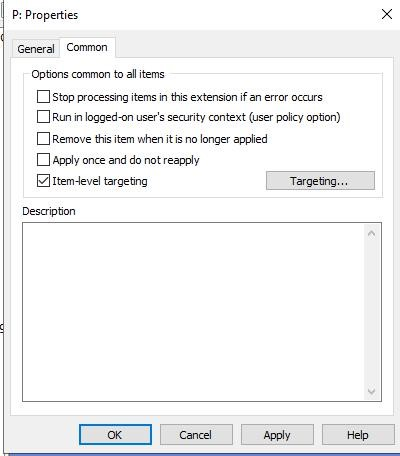 P: Properties
General
Common
Options common to all items
Stop processing items in this extension if an error occurs
Run in logged-on user's security context (user policy option)
Remove this item when it is no longer applied
Apply once and do not reapply
Item-level targeting
Targeting...
Description
OK
Cancel
Apply
Help